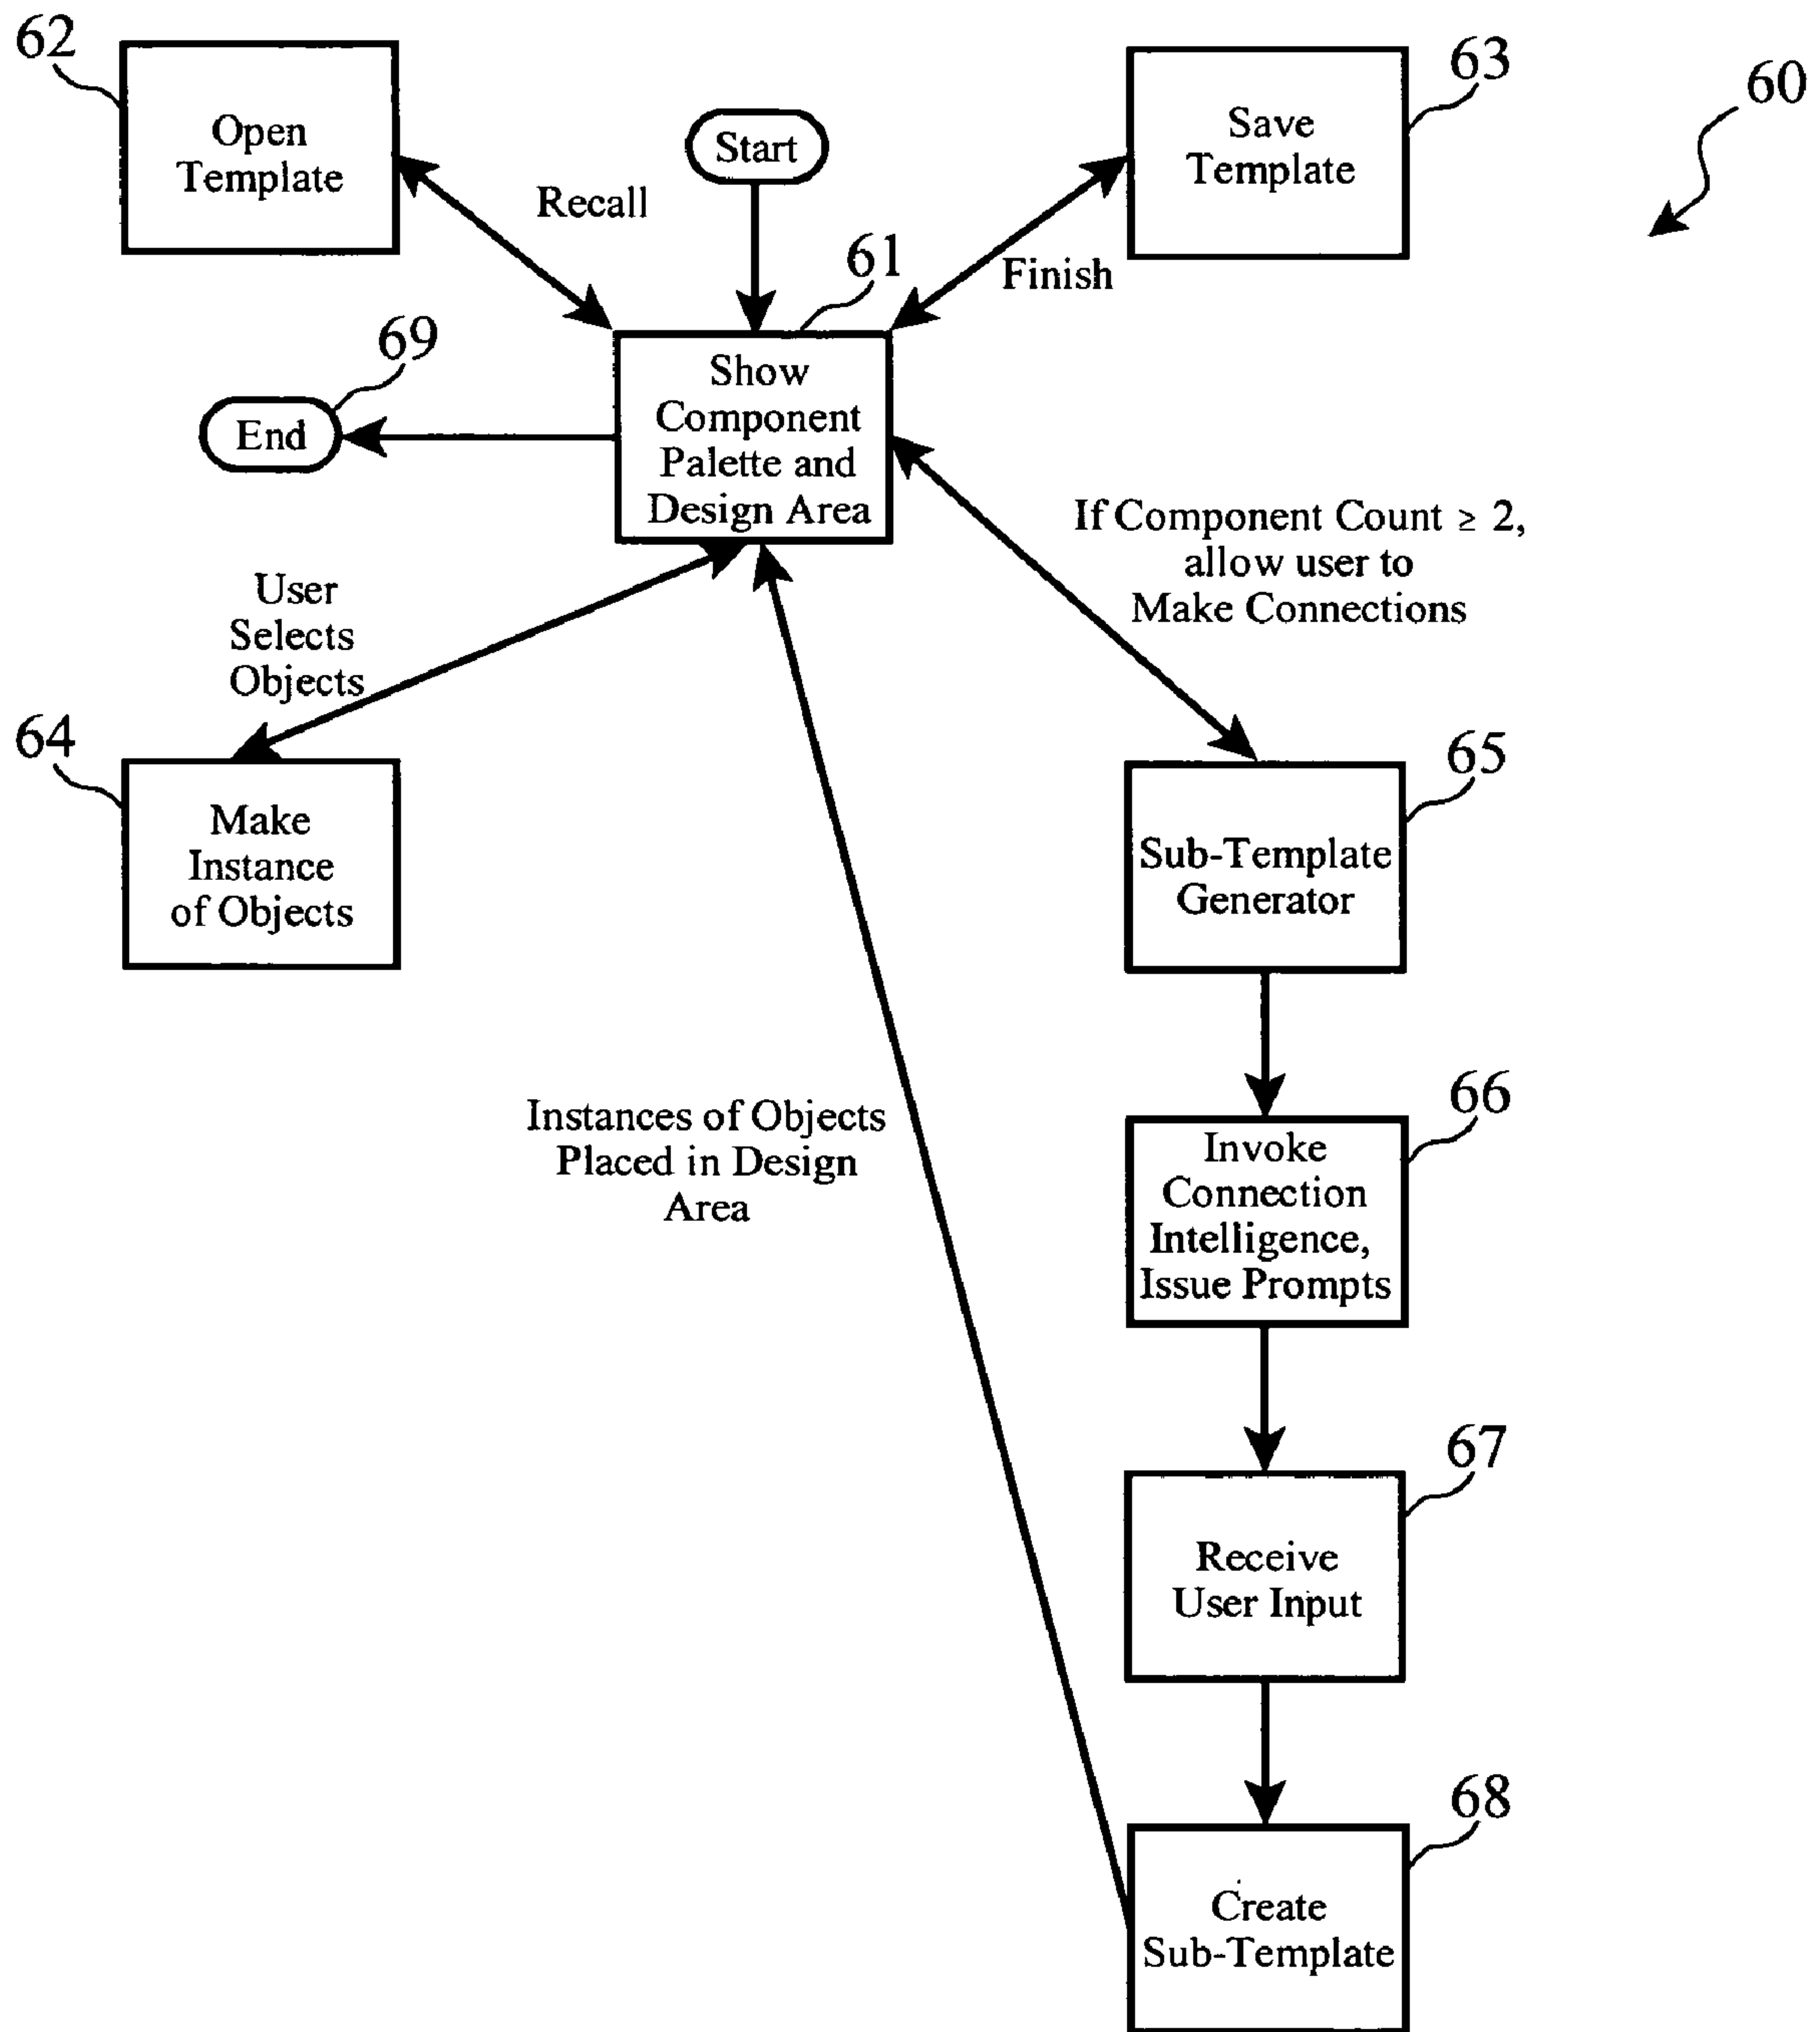 62
Open
Template
Recall
Start
63
Save
Template
Finish
60
61
Show
Component
Palette and
Design Area
69
End
If Component Count ≥ 2,
allow user to
Make Connections
User
Selects
Objects
64
Make
Instance
of Objects
65
Sub-Template
Generator
Instances of Objects
Placed in Design
Area
66
Invoke
Connection
Intelligence,
Issue Prompts
67
Receive
User Input
68
Create
Sub-Template